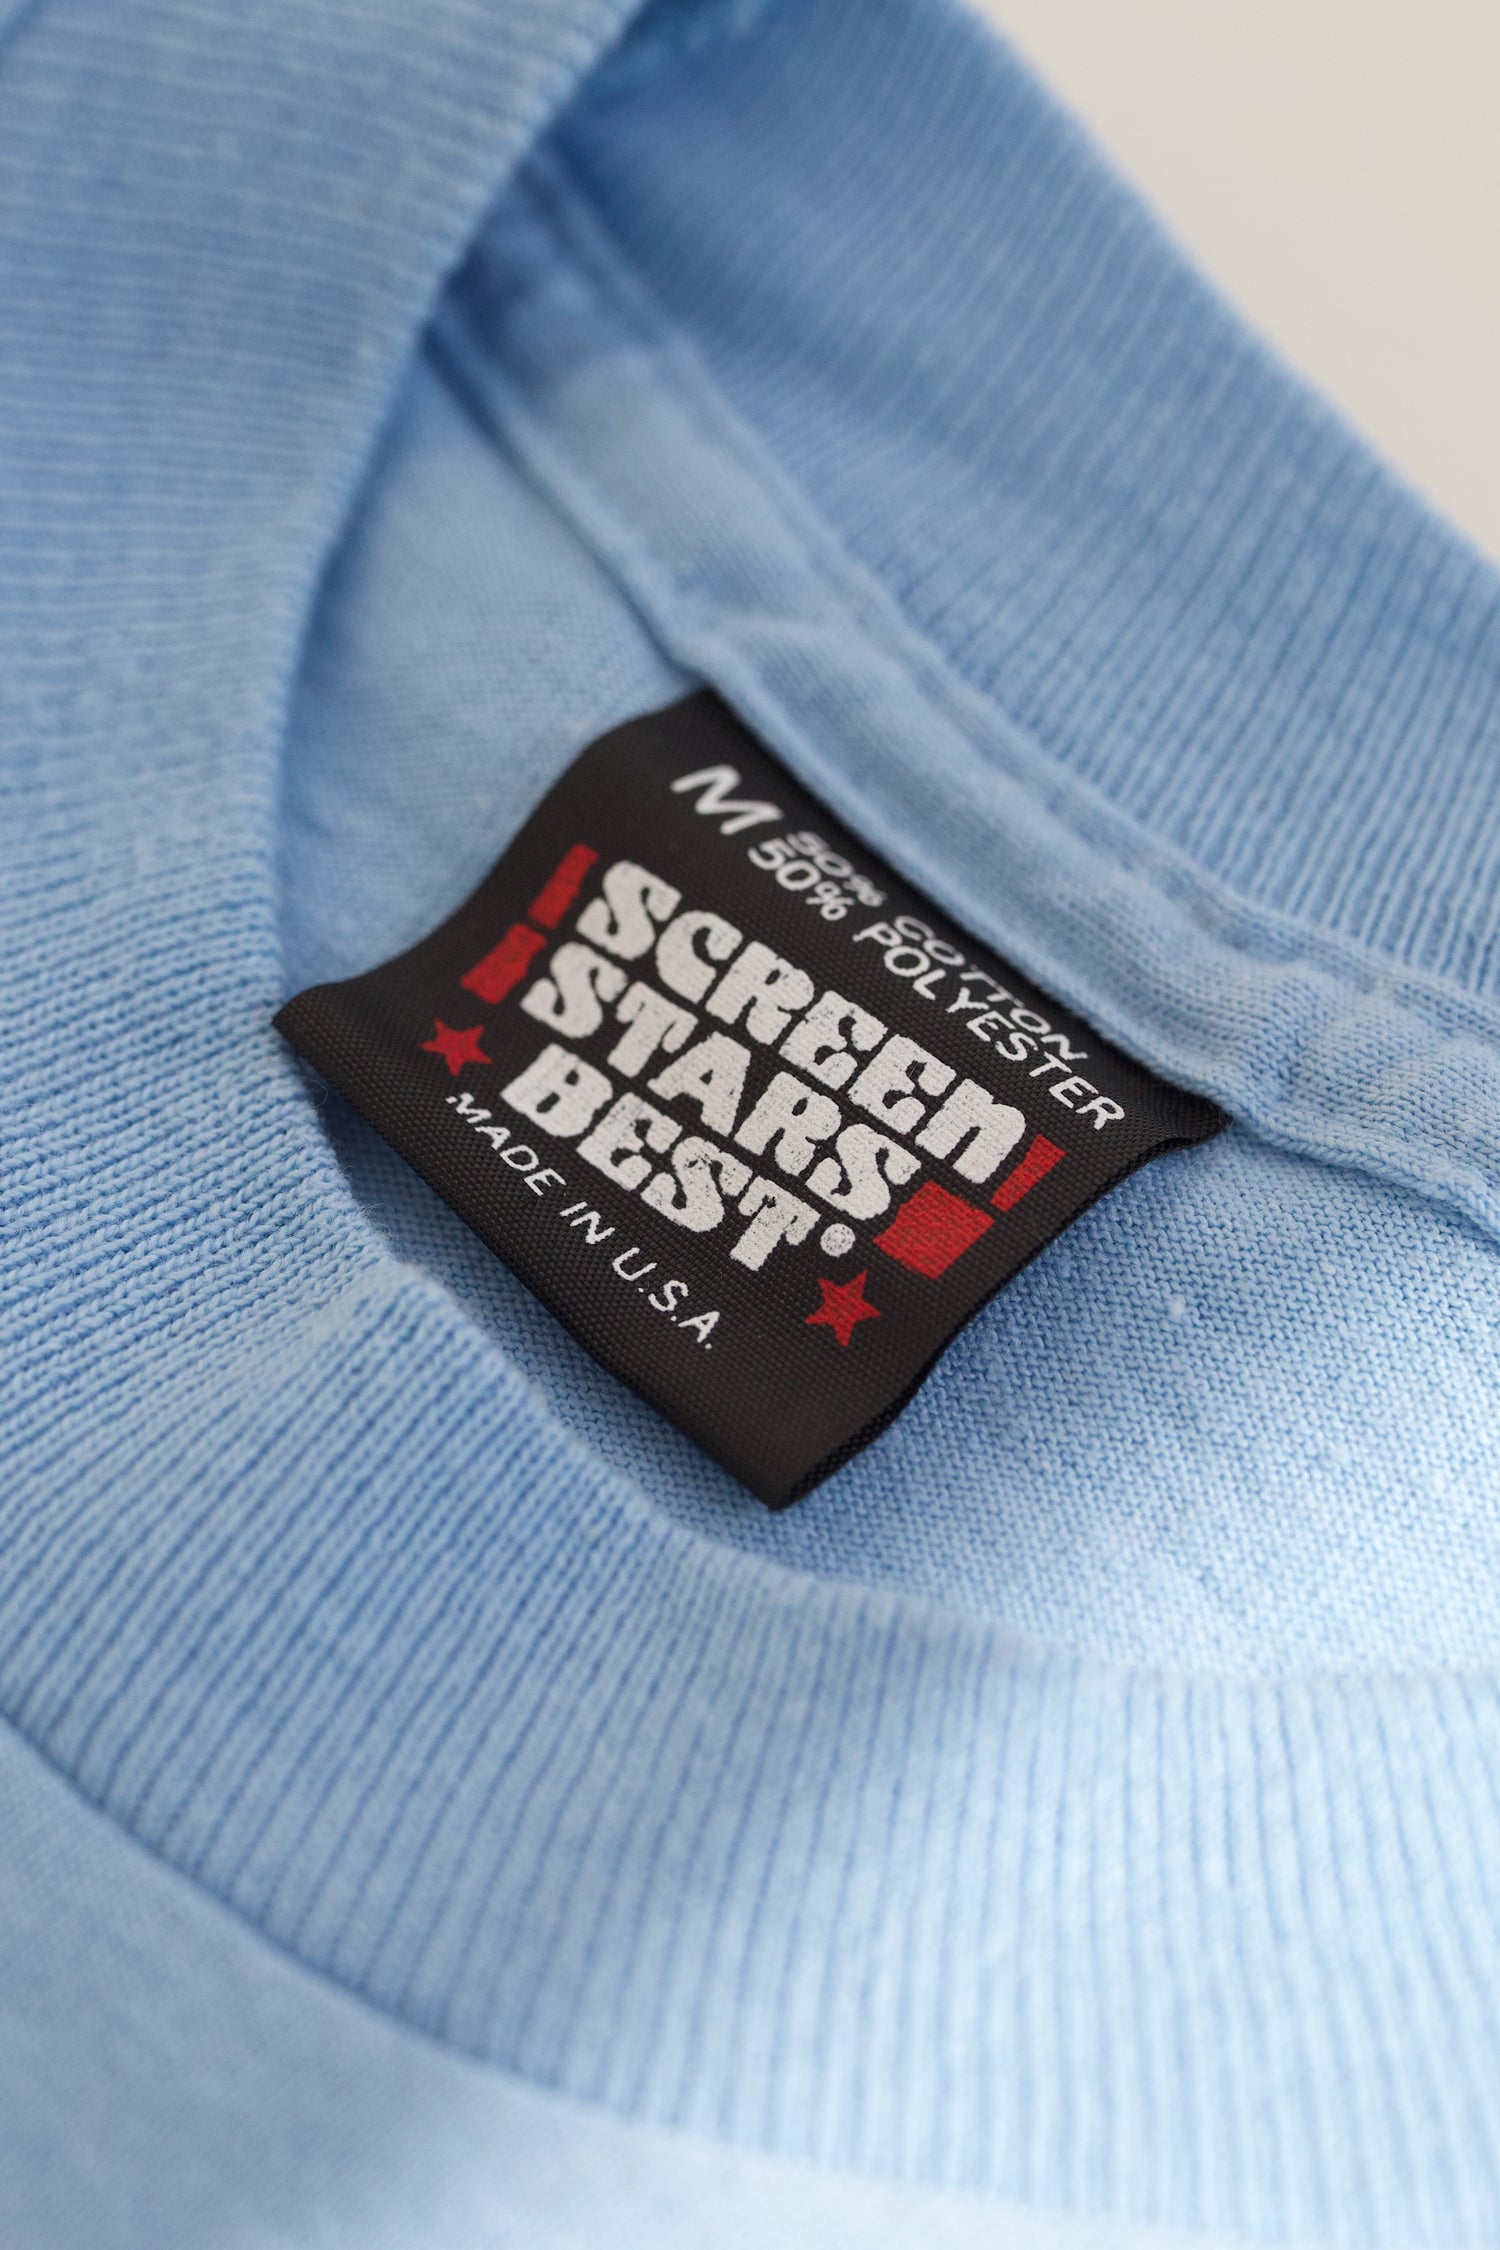 M
50% COTTON
50% POLYESTER
SCREEN
STARS
BEST.
MADE IN U.S.A.